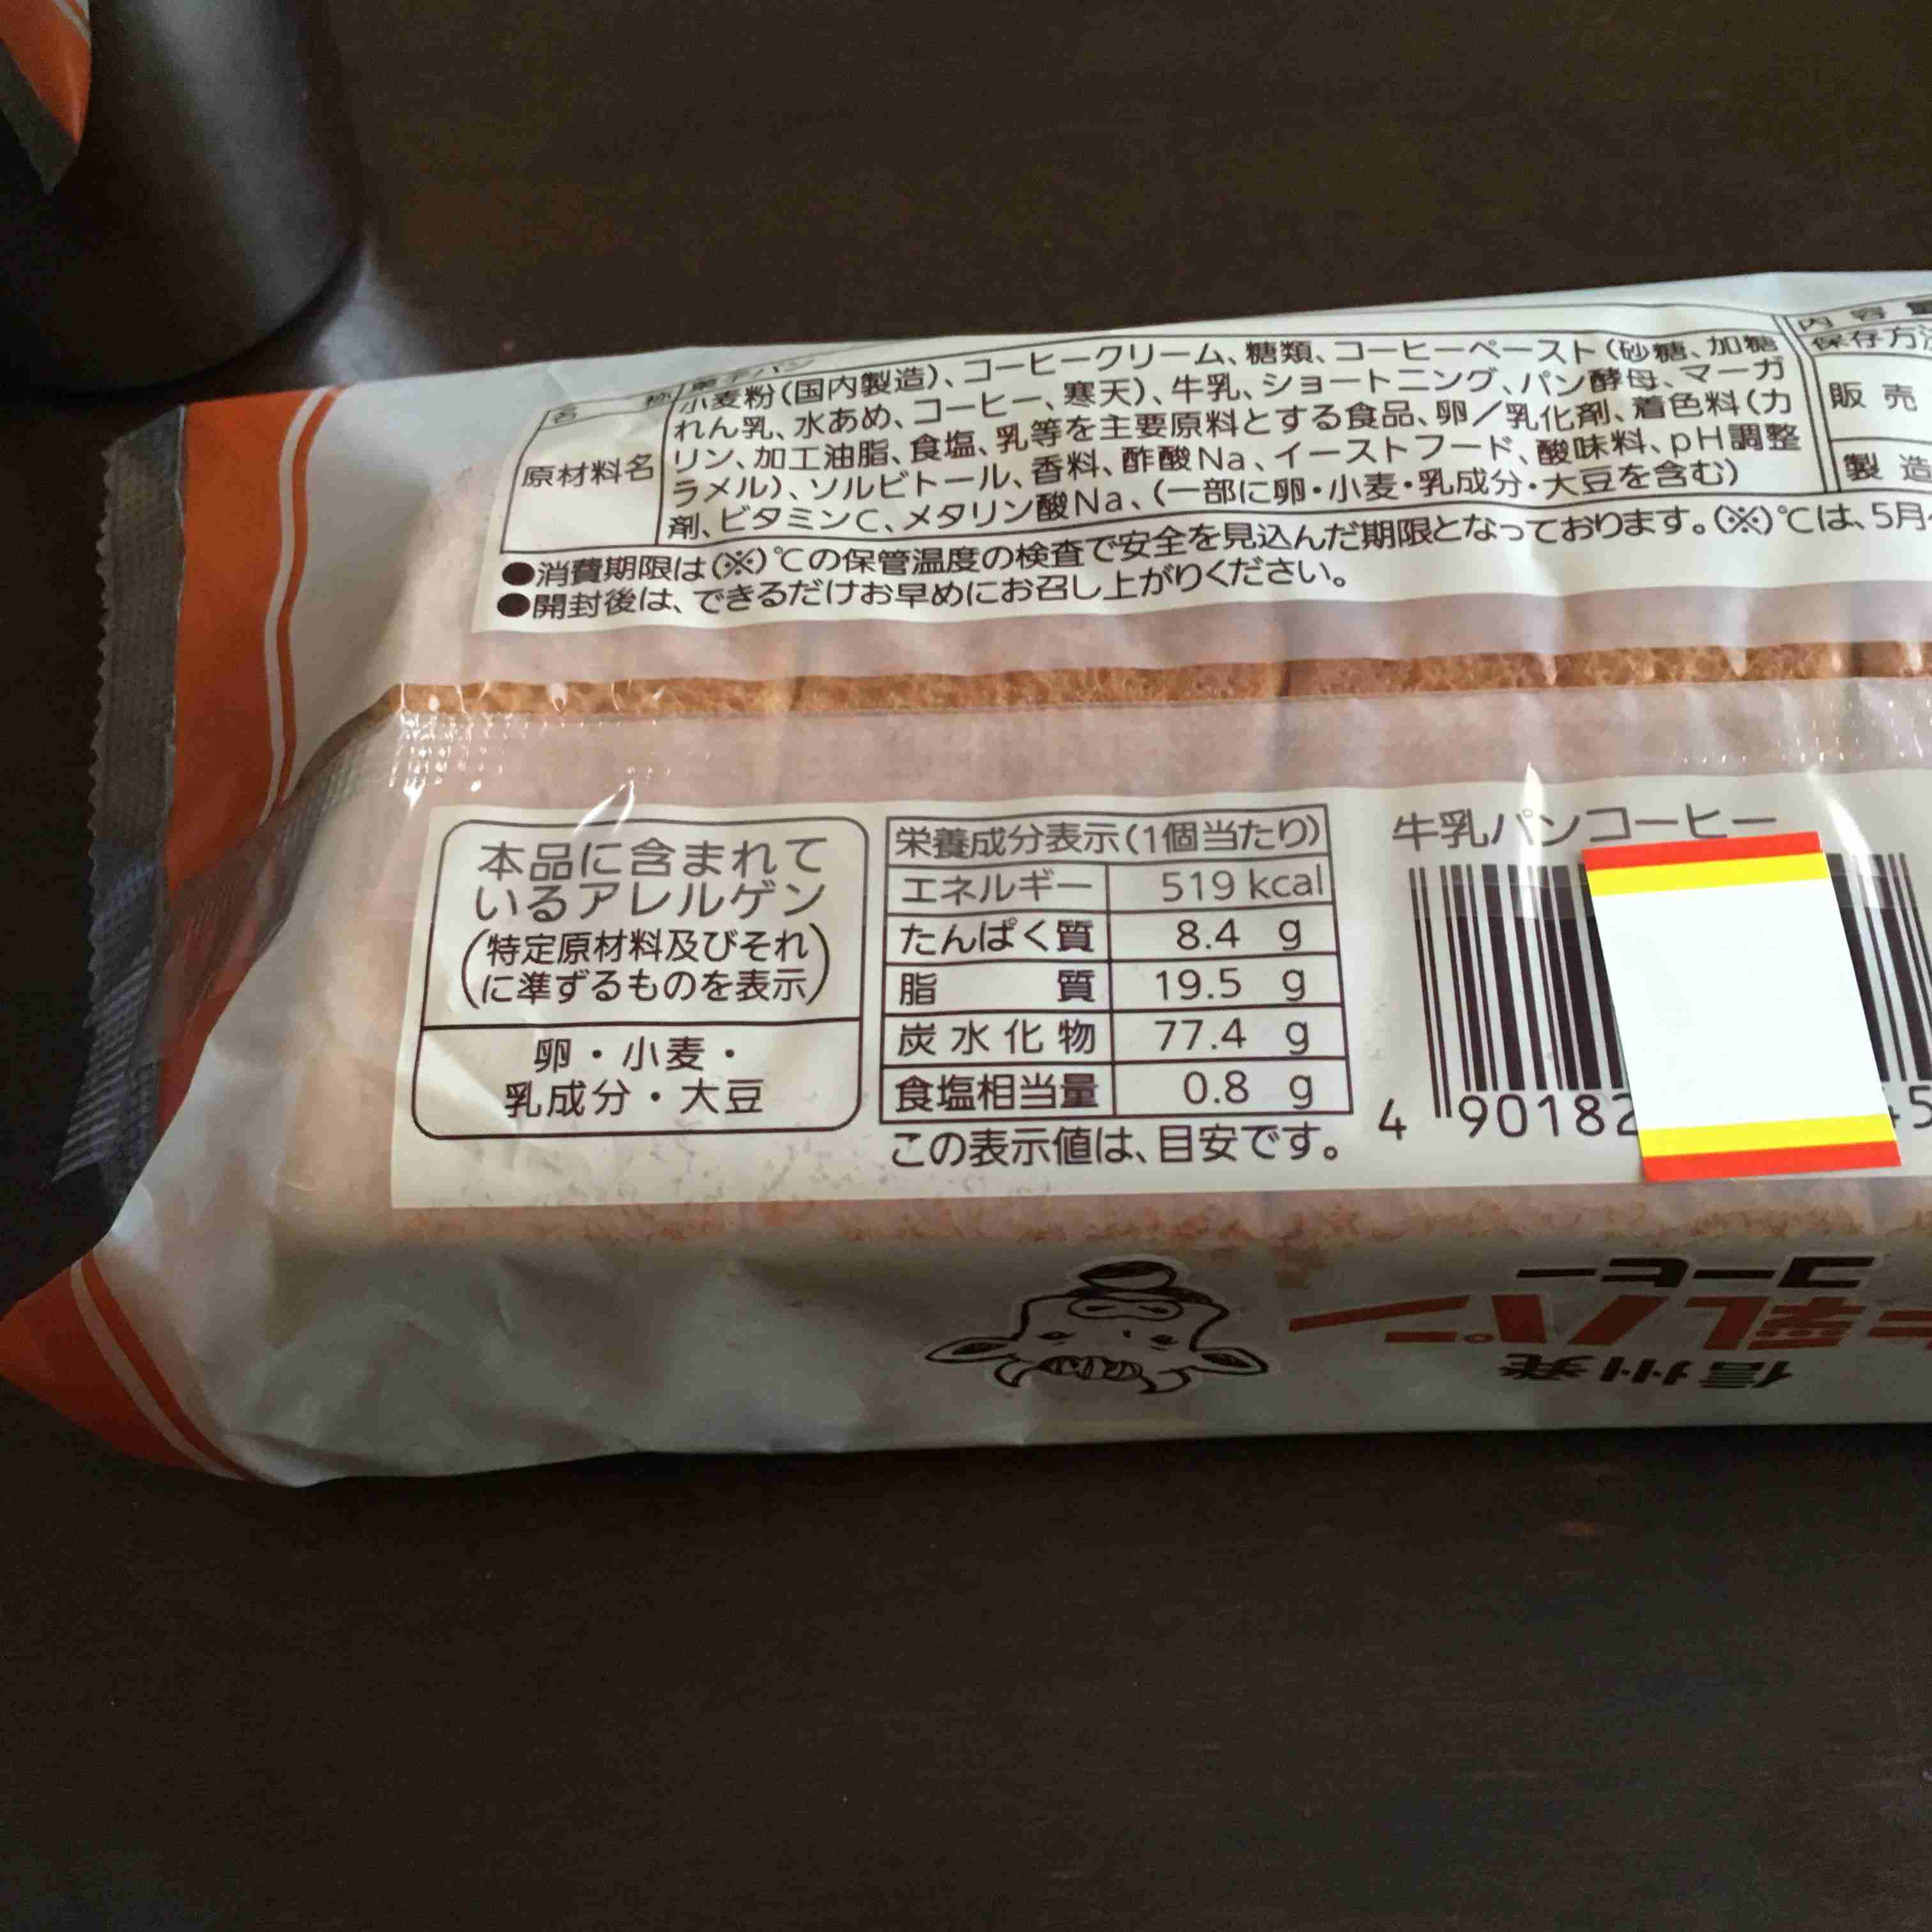 名 称 菓子パン
原材料名
小麦粉(国内製造)、コーヒークリーム、糖類、コーヒーペースト(砂糖、加糖
れん乳、水あめ、コーヒー、寒天)、牛乳、ショートニング、パン酵母、マーガ
リン、加工油脂、食塩、乳等を主要原料とする食品、卵/乳化剤、着色料(カ
ラメル)、ソルビトール、香料、酢酸Na、イーストフード、酸味料、pH調整
剤、ビタミンC、メタリン酸Na、(一部に卵・小麦・乳成分・大豆を含む)
内容量
保存方
販売
製造
●消費期限は(※)℃の保管温度の検査で安全を見込んだ期限となっております。(※)℃は、5月
●開封後は、できるだけお早めにお召し上がりください。
本品に含まれて
いるアレルゲン
(特定原材料及びそれ
に準ずるものを表示)
卵・小麦・
乳成分・大豆
栄養成分表示(1個当たり)
エネルギー 519 kcal
たんぱく質 8.4 g
脂質 19.5 g
炭水化物 77.4 g
食塩相当量 0.8 g
この表示値は、目安です。
牛乳パンコーヒー
4 90182 45
信州発
牛乳パン
コーヒー